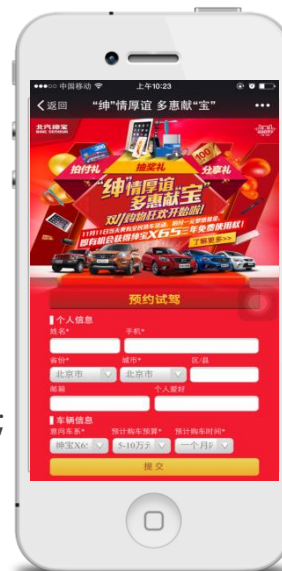 中国移动 上午10:23
返回 “绅”情厚谊 多惠献“宝”
北汽绅宝
拍付礼 抽奖礼 分享礼
100
“绅情厚谊
多惠献宝”
双11购物狂欢开始啦!
即有机会获得绅宝X65三年免费使用权!
了解更多>>
预约试驾
个人信息
姓名* 手机*
省份* 城市* 区/县
北京市 北京市
邮箱 个人爱好
车辆信息
意向车系* 预计购车预算* 预计购车时间*
绅宝X65 5-10万元 一个月
提交